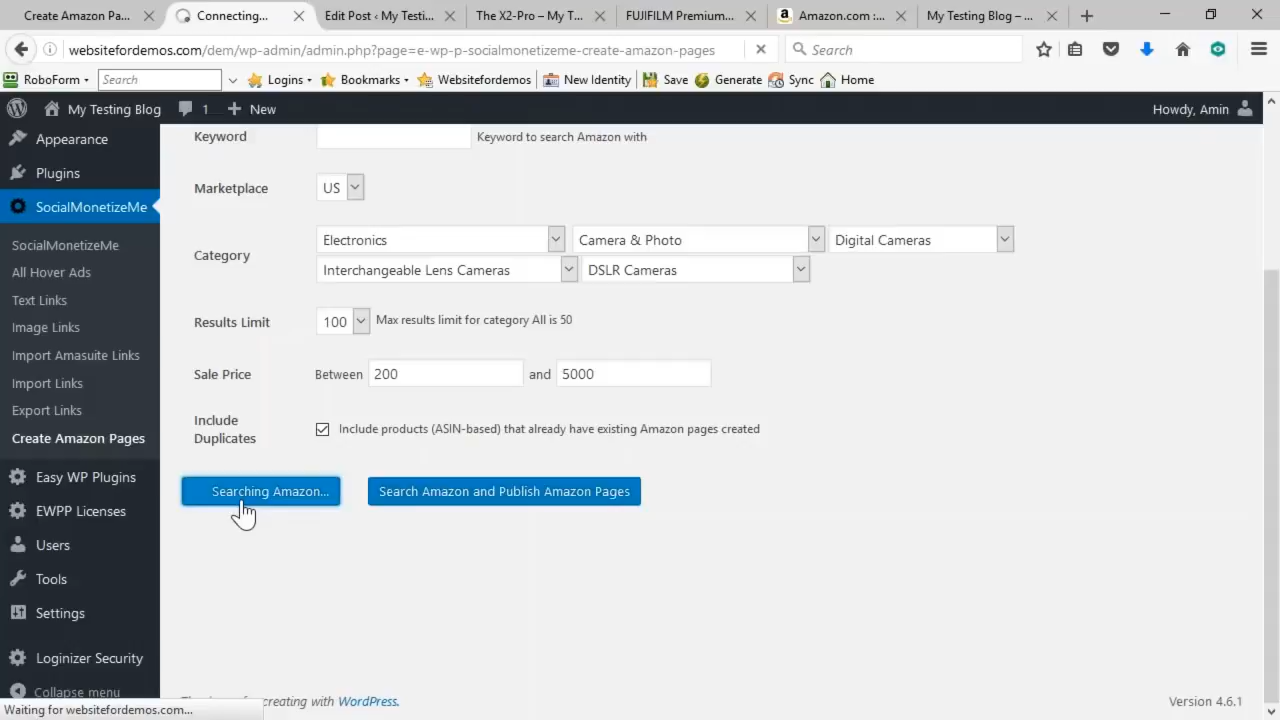 Create Amazon Pa...
Connecting...
Edit Post ‹ My Testi...
The X2-Pro – My T...
FUJIFILM Premium...
Amazon.com :...
My Testing Blog – ...
websitefordemos.com/dem/wp-admin/admin.php?page=e-wp-p-socialmonetizeme-create-amazon-pages
Search
RoboForm
Search
Logins
Bookmarks
Websitefordemos
New Identity
Save
Generate
Sync
Home
My Testing Blog
1
New
Howdy, Amin
Appearance
Plugins
SocialMonetizeMe
SocialMonetizeMe
All Hover Ads
Text Links
Image Links
Import Amasuite Links
Import Links
Export Links
Create Amazon Pages
Easy WP Plugins
EWPP Licenses
Users
Tools
Settings
Loginizer Security
Collapse menu
Keyword
Keyword to search Amazon with
Marketplace
US
Category
Electronics
Camera & Photo
Digital Cameras
Interchangeable Lens Cameras
DSLR Cameras
Results Limit
100
Max results limit for category All is 50
Sale Price
Between
200
and
5000
Include
Duplicates
Include products (ASIN-based) that already have existing Amazon pages created
Searching Amazon...
Search Amazon and Publish Amazon Pages
creating with WordPress.
Version 4.6.1
Waiting for websitefordemos.com...